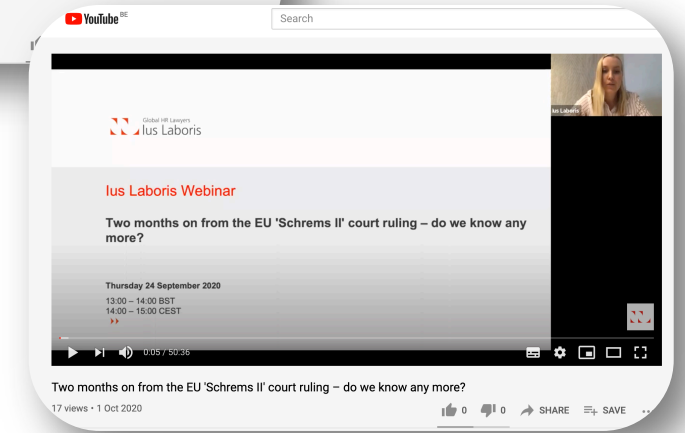 YouTube BE
Search
Ius Laboris
Global HR Lawyers
Ius Laboris
Ius Laboris Webinar
Two months on from the EU 'Schrems II' court ruling – do we know any
more?
Thursday 24 September 2020
13:00 – 14:00 BST
14:00 – 15:00 CEST
0:05 / 50:36
Two months on from the EU 'Schrems II' court ruling – do we know any more?
17 views • 1 Oct 2020
0 0 SHARE SAVE